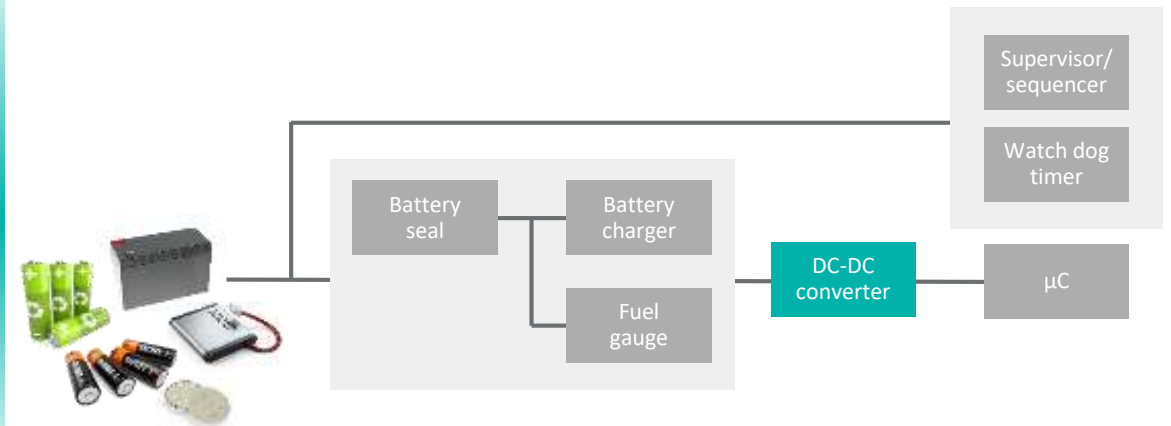 Supervisor/
sequencer
Watch dog
timer
Battery
seal
Battery
charger
DC-DC
converter
µC
Fuel
gauge